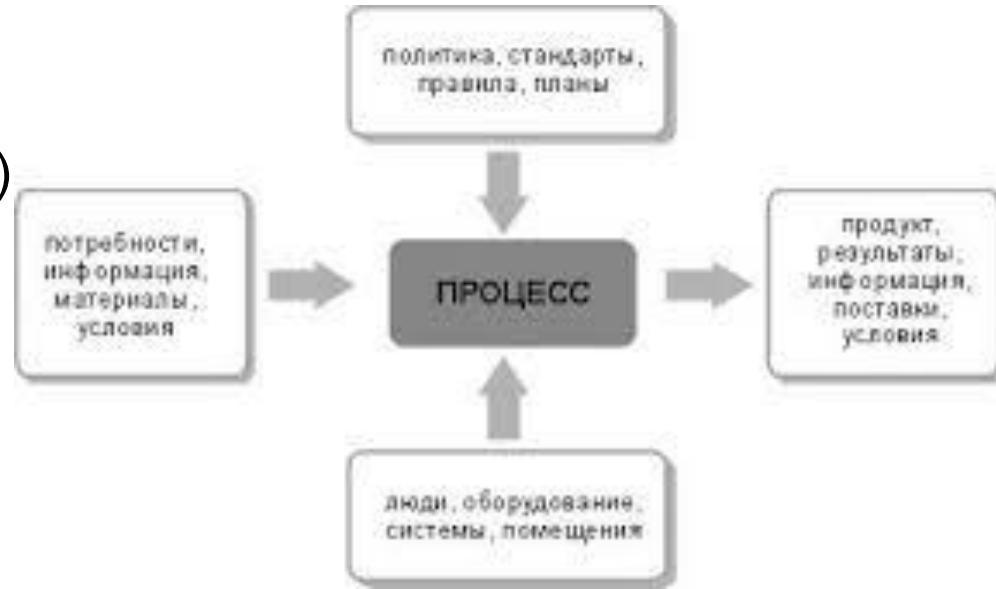 политика, стандарты,
правила, планы
)
потребности,
информация,
материалы,
условия
ПРОЦЕСС
продукт,
результаты,
информация,
поставки,
условия
люди, оборудование,
системы, помещения